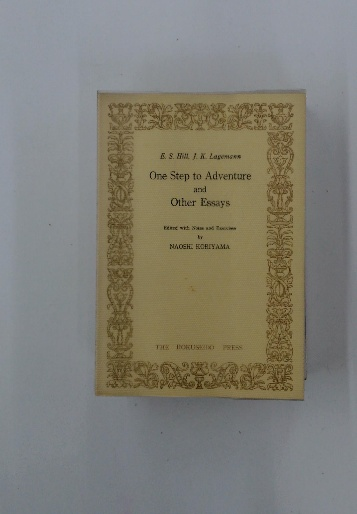 E. S. Hill, J. K. Lagemann
One Step to Adventure
and
Other Essays
Edited with Notes and Exercises
by
NAOSHI KORIYAMA
THE HOKUSEIDO PRESS